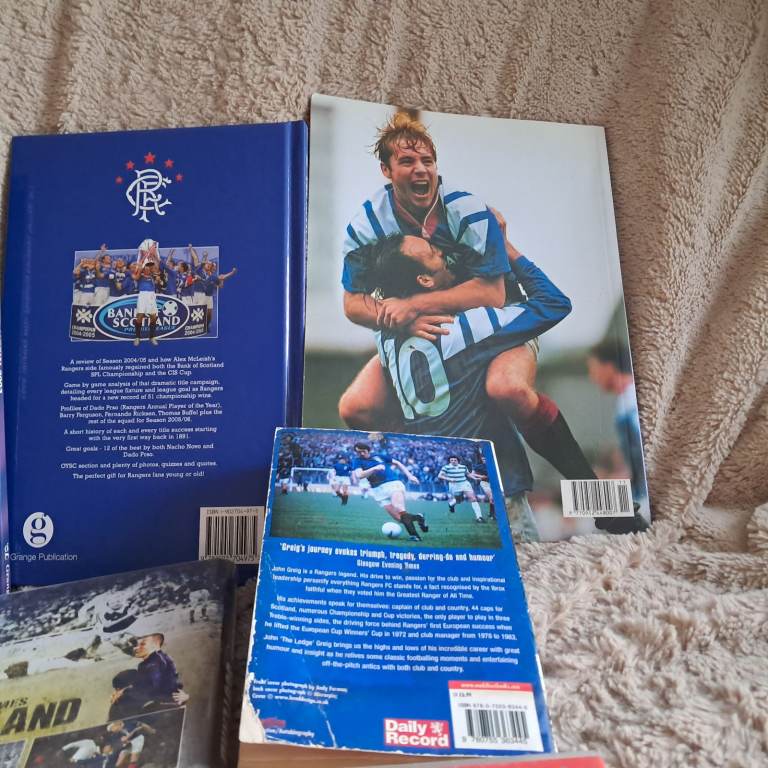 BANK OF
SCOTLAND
CHAMPIONS
2004-2005
A review of Season 2004/05 and how Alex McLeish's
Rangers side famously regained both the Bank of Scotland
SPL Championship and the CIS Cup.
Game by game analysis of that dramatic title campaign,
detailing every league fixture and league goal as Rangers
headed for a new record of 51 championship wins.
Profiles of Dado Prso (Rangers Annual Player of the Year),
Barry Ferguson, Fernando Ricksen, Thomas Buffel plus the
rest of the squad for Season 2005/06.
A short history of each and every title success starting
with the very first way back in 1891.
Great goals - 12 of the best by both Nacho Novo and
Dado Prso.
OYSC section and plenty of photos, quizzes and quotes.
The perfect gift for Rangers fans young or old!
g
Grange Publication
10
'Greig's journey evokes triumph, tragedy, derring-do and humour'
Glasgow Evening Times
John Greig is a Rangers legend. His drive to win, passion for the club and inspirational
leadership personify everything Rangers FC stands for, a fact recognised by the Ibrox
faithful when they voted him the Greatest Ranger of All Time.
His achievements speak for themselves: captain of club and country, 44 caps for
Scotland, numerous Championship and Cup victories, the only player to play in three
Treble-winning sides, the driving force behind Rangers' first European success when
he lifted the European Cup Winners' Cup in 1972 and club manager from 1978 to 1983.
John 'The Ledge' Greig brings us the highs and lows of his incredible career with great
humour and insight as he relives some classic football moments and entertaining
off-the-pitch antics with both club and country.
Daily
Record
AND